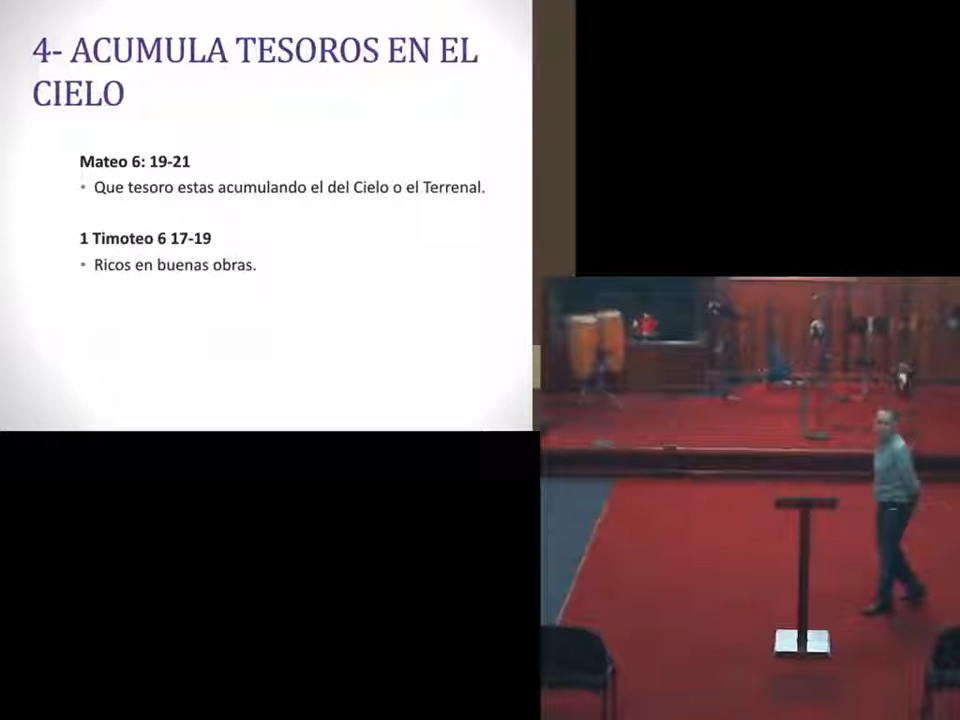 4- ACUMULA TESOROS EN EL
CIELO
Mateo 6: 19-21
• Que tesoro estas acumulando el del Cielo o el Terrenal.
1 Timoteo 6 17-19
• Ricos en buenas obras.